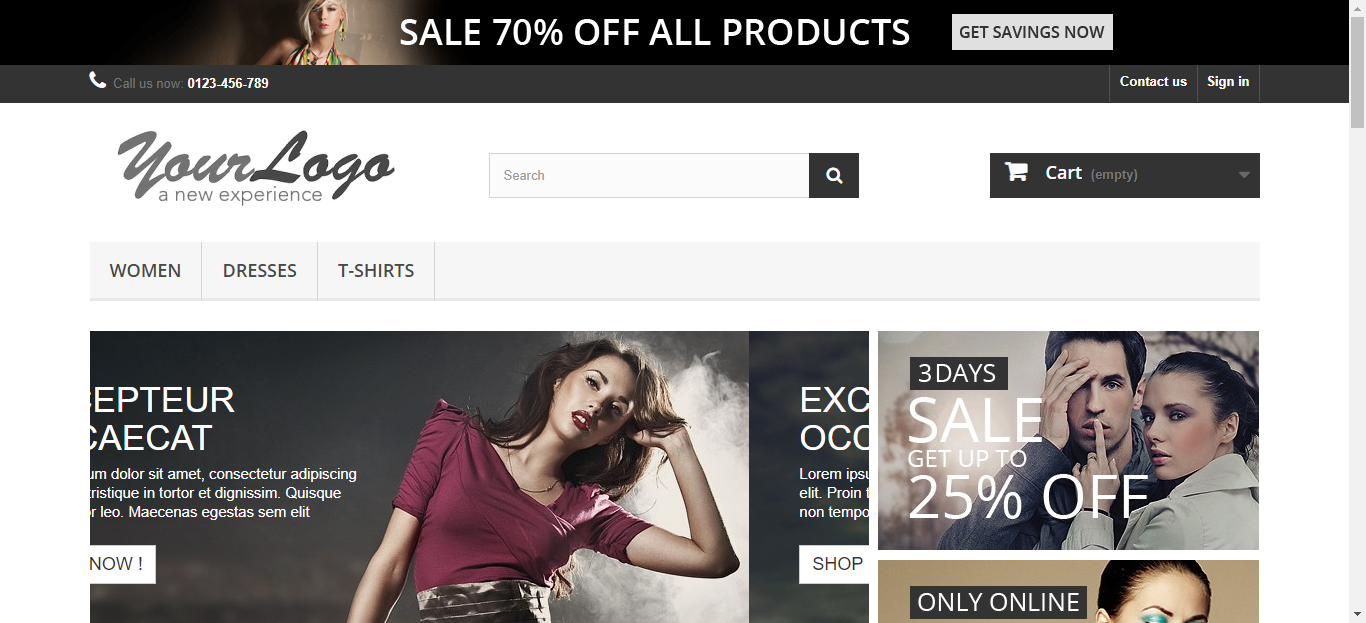 SALE 70% OFF ALL PRODUCTS
GET SAVINGS NOW
Call us now: 0123-456-789
Contact us
Sign in
YourLogo
a new experience
Search
Cart (empty)
WOMEN
DRESSES
T-SHIRTS
CEPTEUR
CAECAT
um dolor sit amet, consectetur adipiscing
tristique in tortor et dignissim. Quisque
or leo. Maecenas egestas sem elit
NOW !
EXC
OCC
Lorem ipsu
elit. Proin t
non tempo
SHOP
3 DAYS
SALE
GET UP TO
25% OFF
ONLY ONLINE